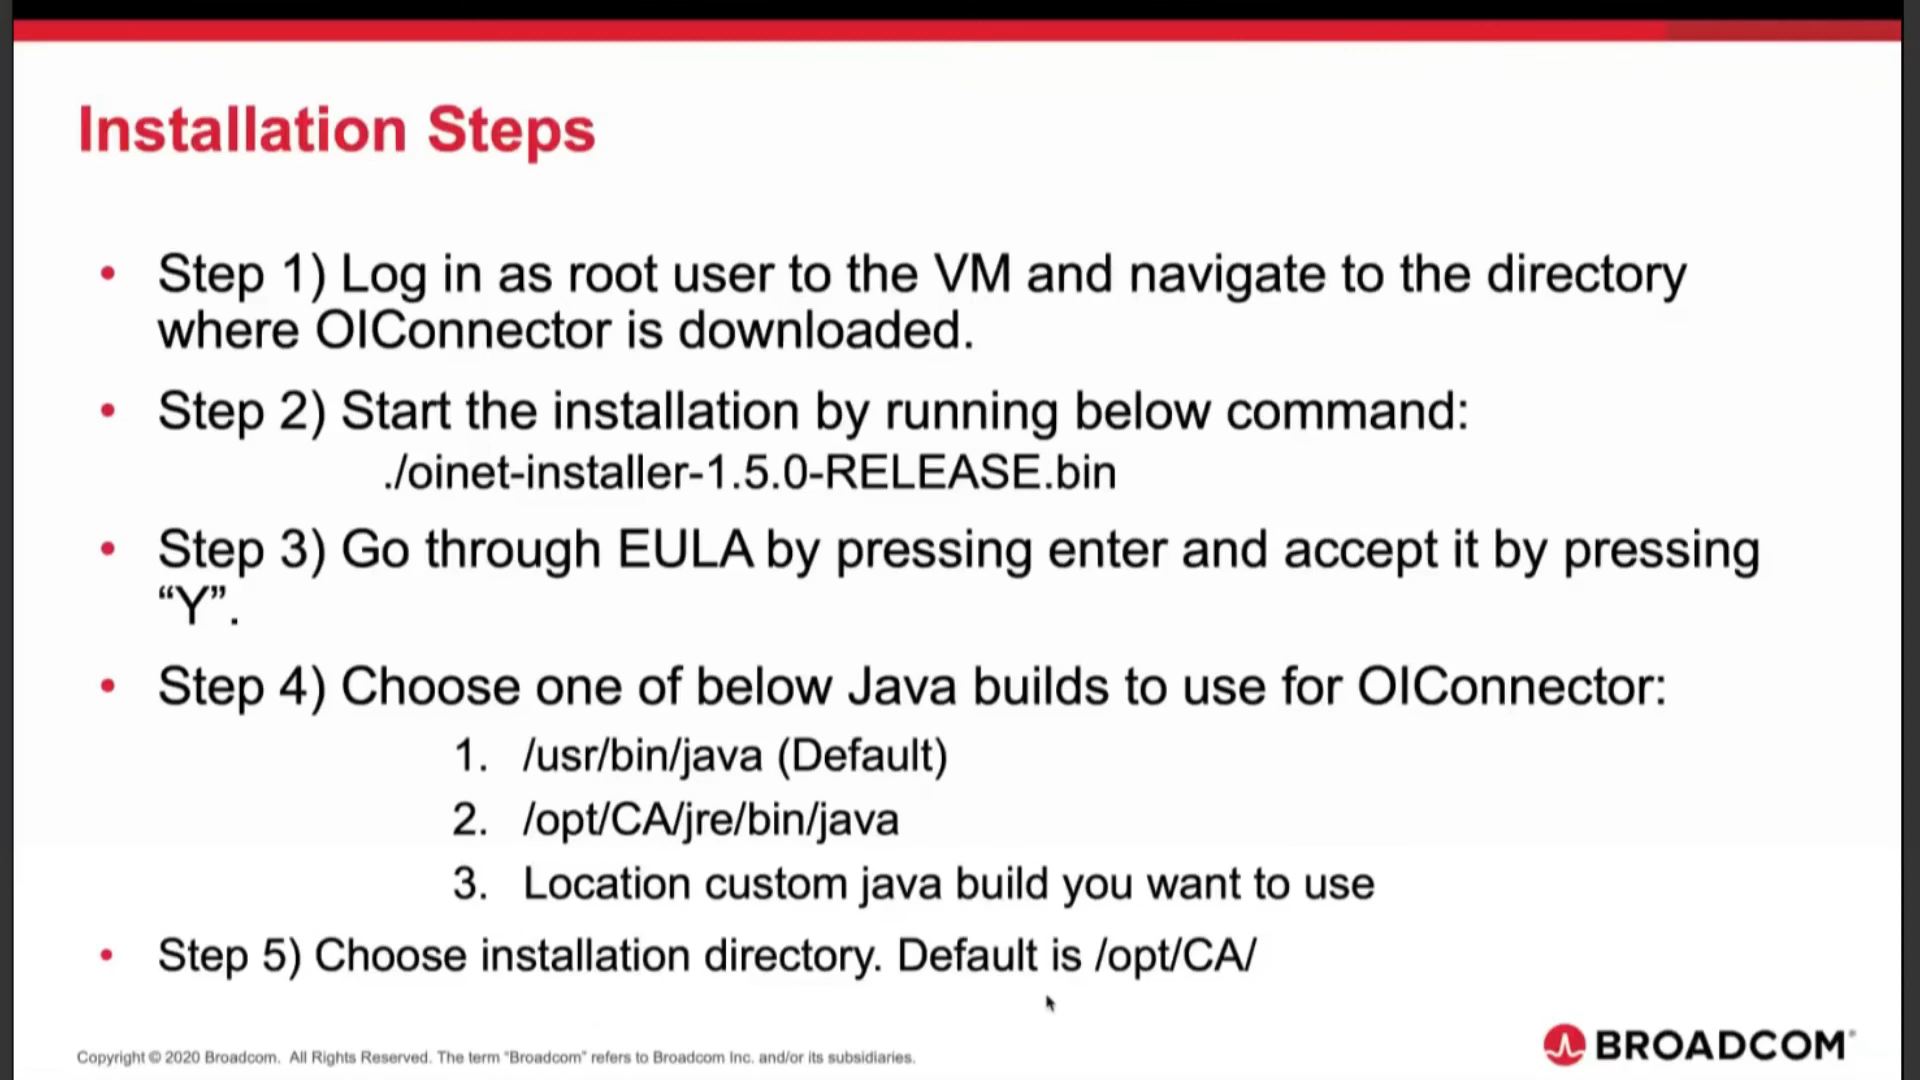 Installation Steps
• Step 1) Log in as root user to the VM and navigate to the directory
where OIConnector is downloaded.
• Step 2) Start the installation by running below command:
./oinet-installer-1.5.0-RELEASE.bin
• Step 3) Go through EULA by pressing enter and accept it by pressing
“Y”.
• Step 4) Choose one of below Java builds to use for OIConnector:
1. /usr/bin/java (Default)
2. /opt/CA/jre/bin/java
3. Location custom java build you want to use
• Step 5) Choose installation directory. Default is /opt/CA/
Copyright © 2020 Broadcom. All Rights Reserved. The term “Broadcom” refers to Broadcom Inc. and/or its subsidiaries.
BROADCOM®